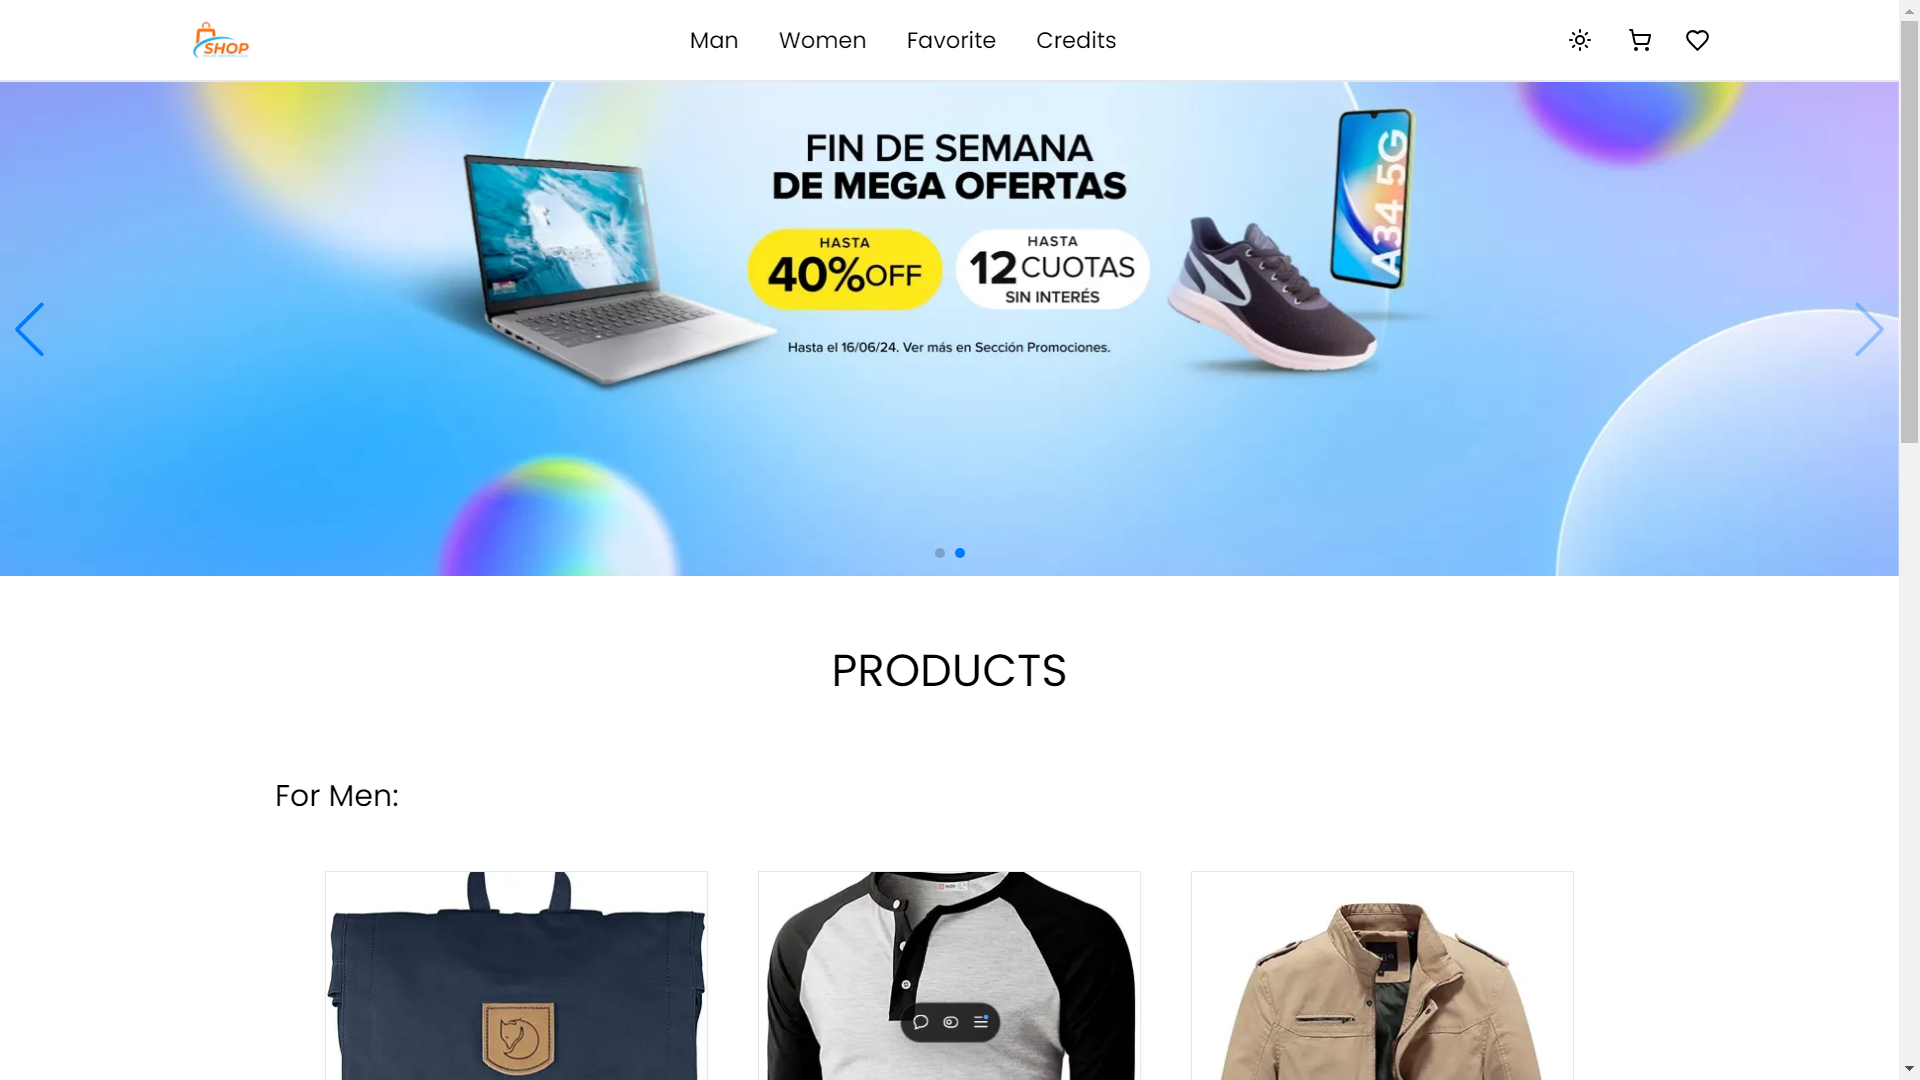 SHOP
Man
Women
Favorite
Credits
FIN DE SEMANA
DE MEGA OFERTAS
HASTA
40%OFF
HASTA
12 CUOTAS
SIN INTERÉS
Hasta el 16/06/24. Ver más en Sección Promociones.
A34 5G
PRODUCTS
For Men: